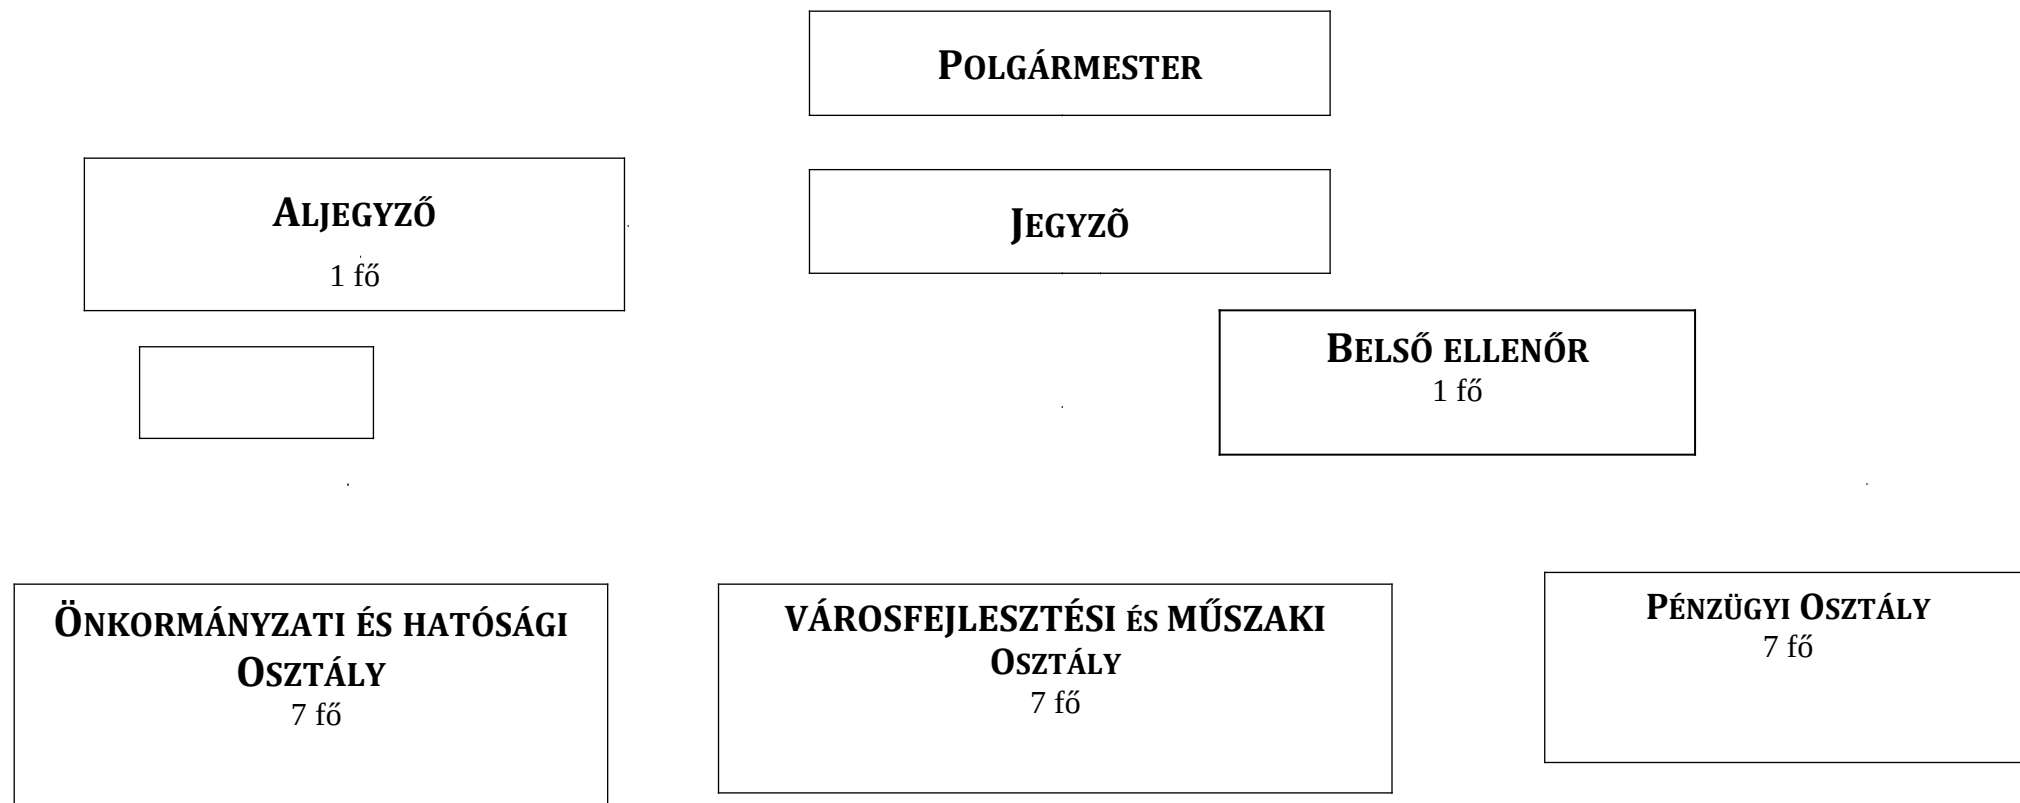 POLGÁRMESTER
ALJEGYZŐ
1 fő
JEGYZÕ
BELSŐ ELLENŐR
1 fő
ÖNKORMÁNYZATI ÉS HATÓSÁGI
OSZTÁLY
7 fő
VÁROSFEJLESZTÉSI ÉS MŰSZAKI
OSZTÁLY
7 fő
PÉNZÜGYI OSZTÁLY
7 fő